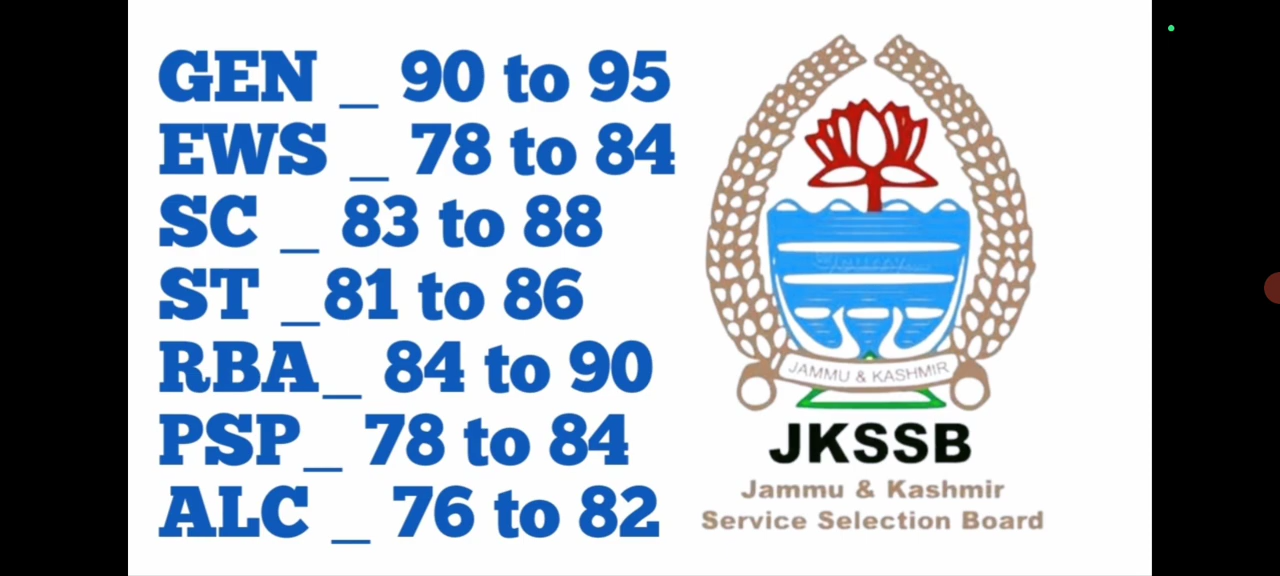 GEN _ 90 to 95
EWS _ 78 to 84
SC _ 83 to 88
ST _81 to 86
RBA_ 84 to 90
PSP_ 78 to 84
ALC _ 76 to 82
JAMMU & KASHMIR
JKSSB
Jammu & Kashmir
Service Selection Board